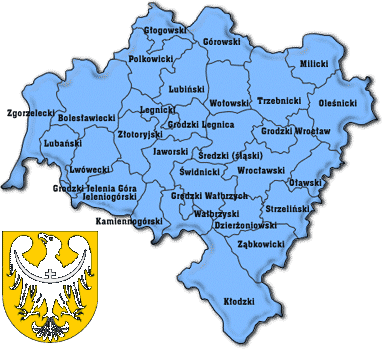 Głogowski
Górowski
Polkowicki
Milicki
Lubiński
Oleśnicki
Wołowski
Trzebnicki
Zgorzelecki
Legnicki
Bolesławiecki
Grodzki Legnica
Złotoryjski
Grodzki Wrocław
Lubański
Jaworski
Średzki (śląski)
Lwówecki
Świdnicki
Wrocławski
Oławski
Grodzki Jelenia Góra
Jeleniogórski
Grodzki Wałbrzych
Strzeliński
Wałbrzyski
Kamiennogórski
Dzierżoniowski
Ząbkowicki
Kłodzki